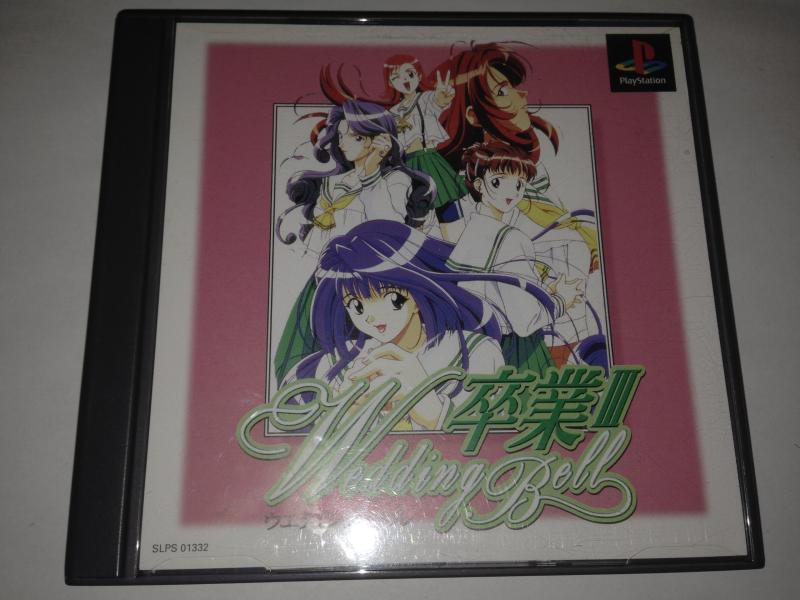 PlayStation
卒業III
Wedding Bell
SLPS 01332